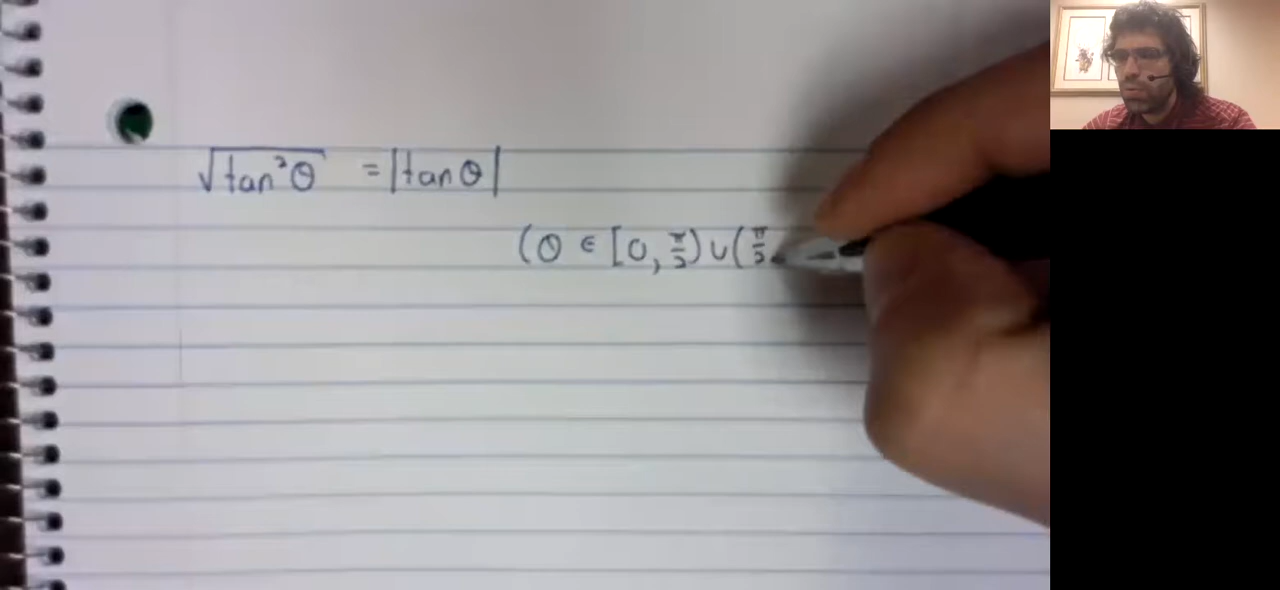 √tan²θ = |tanθ|
(θ ∈ [0, π/2) ∪ (π/2